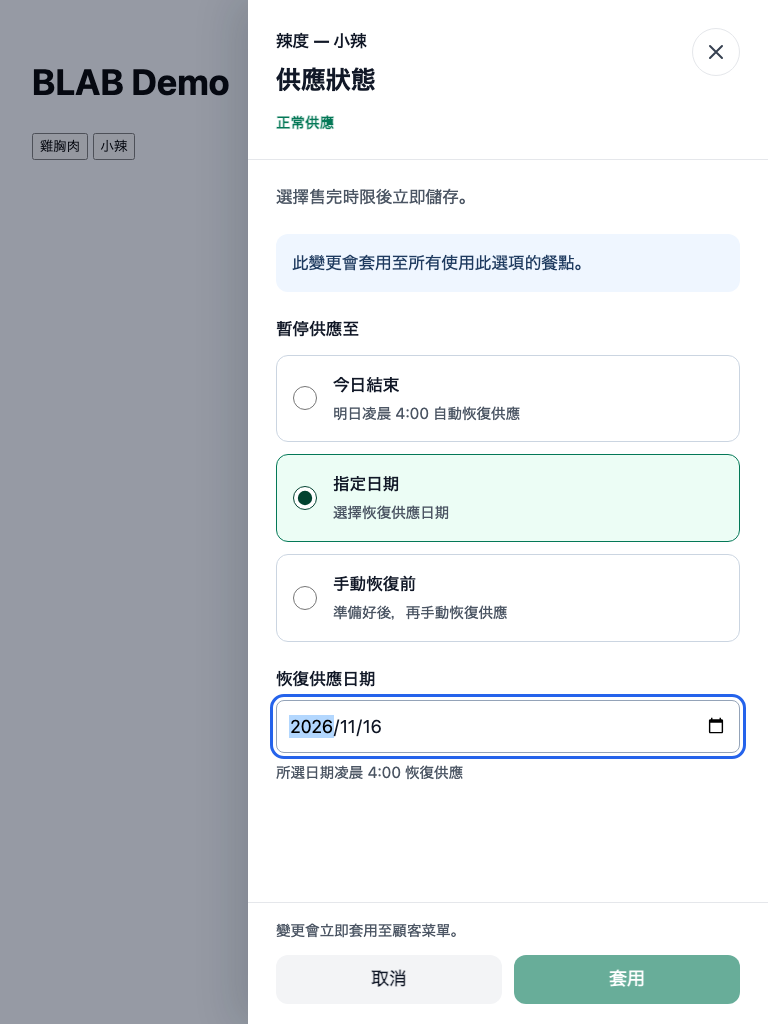 BLAB Demo
雞胸肉 小辣
辣度 — 小辣
供應狀態
正常供應
選擇售完時限後立即儲存。
此變更會套用至所有使用此選項的餐點。
暫停供應至
今日結束
明日凌晨 4:00 自動恢復供應
指定日期
選擇恢復供應日期
手動恢復前
準備好後，再手動恢復供應
恢復供應日期
2026/11/16
所選日期凌晨 4:00 恢復供應
變更會立即套用至顧客菜單。
取消
套用